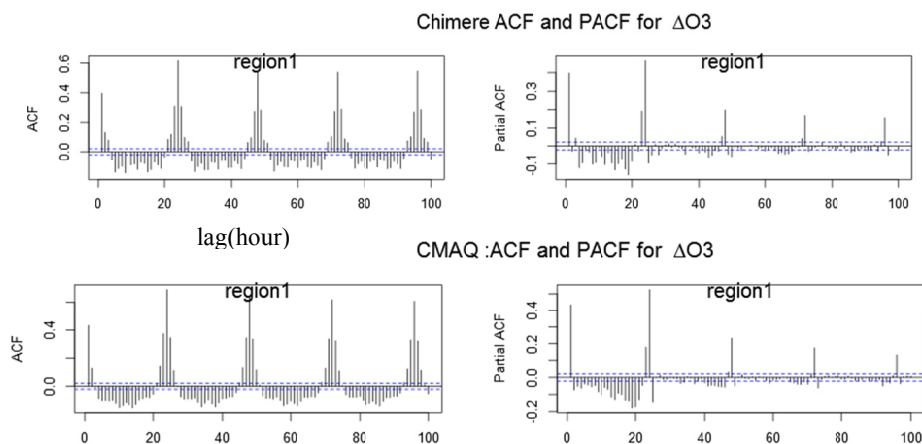 Chimere ACF and PACF for ΔO3
region1
region1
ACF
0.0 0.2 0.4 0.6
0 20 40 60 80 100
Partial ACF
-0.1 0.1 0.3
0 20 40 60 80 100
lag(hour)
CMAQ :ACF and PACF for ΔO3
region1
region1
ACF
0.0 0.4
0 20 40 60 80 100
Partial ACF
-0.2 0.0 0.2 0.4
0 20 40 60 80 100